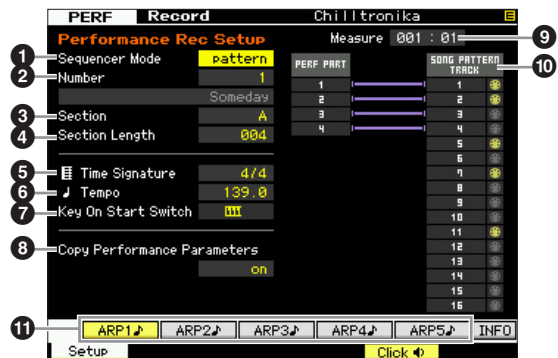 PERF Record Chilltronika E
Performance Rec Setup Measure 001 : 01 9
1 Sequencer Mode pattern PERF PART SONG PATTERN TRACK 10
2 Number 1
Someday
3 Section A
4 Section Length 004
1 1
2 2
3 3
4 4
5
6
7
8
9
10
11
12
13
14
15
16
5 Time Signature 4/4
6 Tempo 139.0
7 Key On Start Switch
8 Copy Performance Parameters
on
11 ARP1♪ ARP2♪ ARP3♪ ARP4♪ ARP5♪ INFO
Setup Click